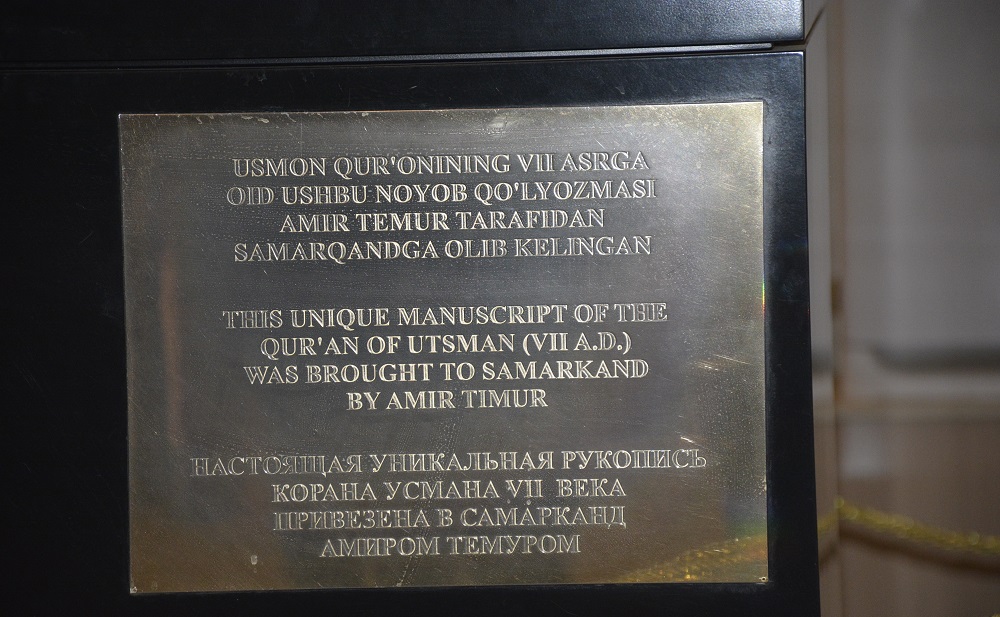 USMON QUR'ONINING VII ASRGA
OID USHBU NOYOB QO'LYOZMASI
AMIR TEMUR TARAFIDAN
SAMARQANDGA OLIB KELINGAN
THIS UNIQUE MANUSCRIPT OF THE
QUR'AN OF UTSMAN (VII A.D.)
WAS BROUGHT TO SAMARKAND
BY AMIR TIMUR
НАСТОЯЩАЯ УНИКАЛЬНАЯ РУКОПИСЬ
КОРАНА УСМАНА VII ВЕКА
ПРИВЕЗЕНА В САМАРКАНД
АМИРОМ ТЕМУРОМ